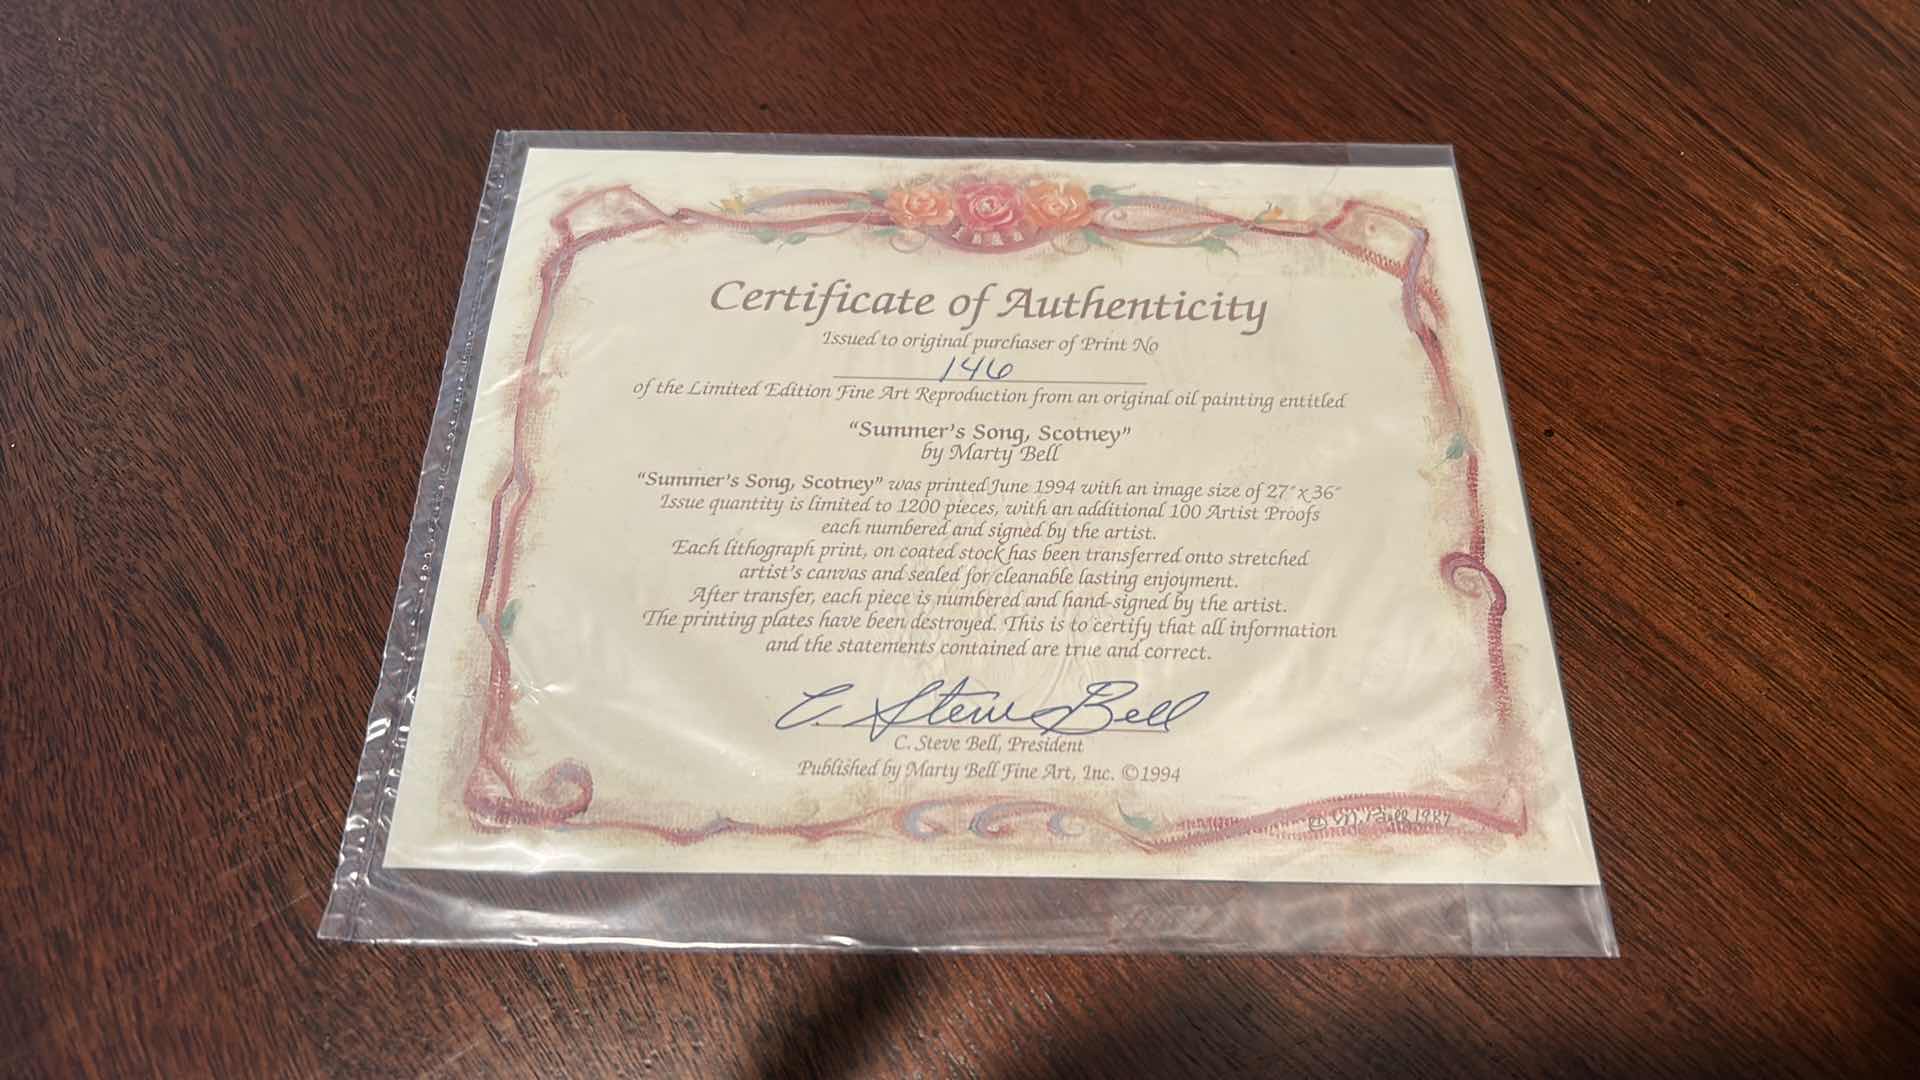 Certificate of Authenticity
Issued to original purchaser of Print No
146
of the Limited Edition Fine Art Reproduction from an original oil painting entitled
“Summer's Song, Scotney”
by Marty Bell
“Summer's Song, Scotney” was printed June 1994 with an image size of 27″x 36″
Issue quantity is limited to 1200 pieces, with an additional 100 Artist Proofs
each numbered and signed by the artist.
Each lithograph print, on coated stock has been transferred onto stretched
artist's canvas and sealed for cleanable lasting enjoyment.
After transfer, each piece is numbered and hand-signed by the artist.
The printing plates have been destroyed. This is to certify that all information
and the statements contained are true and correct.
C. Steve Bell
C. Steve Bell, President
Published by Marty Bell Fine Art, Inc. ©1994
© M. Bell 1989